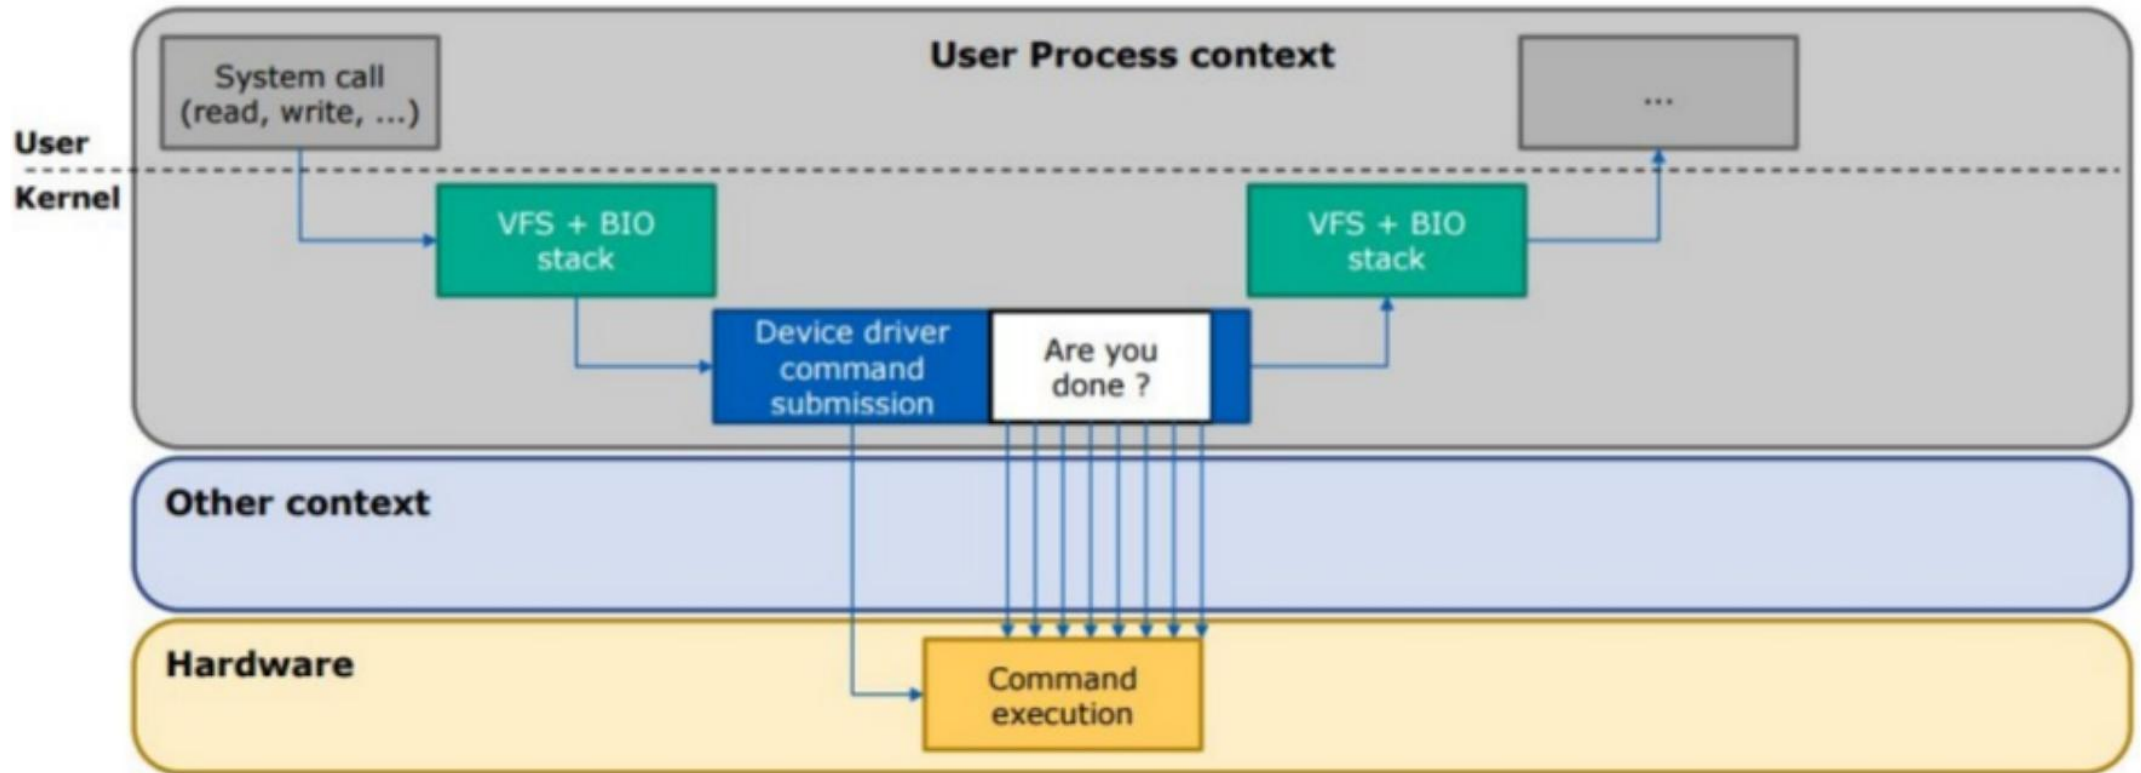 User Process context
System call
(read, write, ...)
...
User
Kernel
VFS + BIO
stack
VFS + BIO
stack
Device driver
command
submission
Are you
done ?
Other context
Hardware
Command
execution